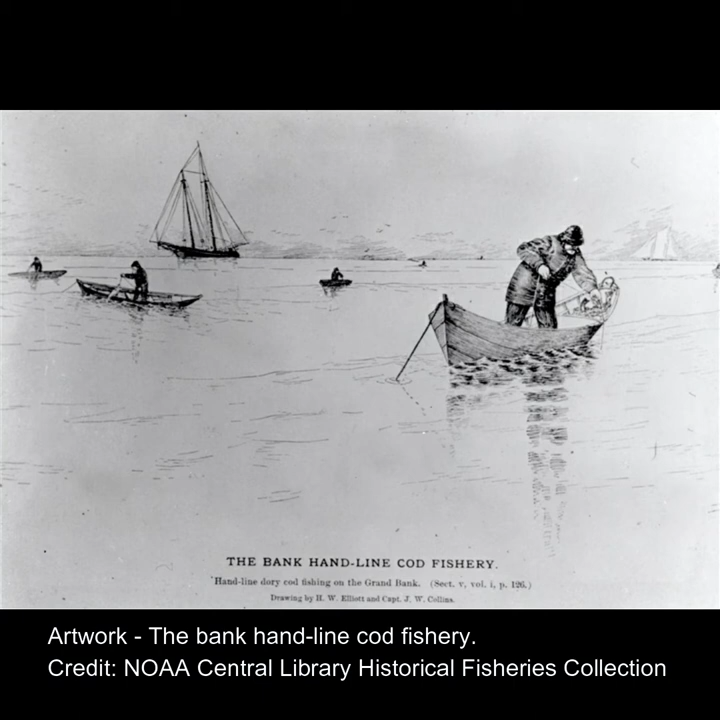 THE BANK HAND-LINE COD FISHERY.
Hand-line dory cod fishing on the Grand Bank. (Sect. v, vol. i, p. 126.)
Drawing by H. W. Elliott and Capt. J. W. Collins.
Artwork - The bank hand-line cod fishery.
Credit: NOAA Central Library Historical Fisheries Collection